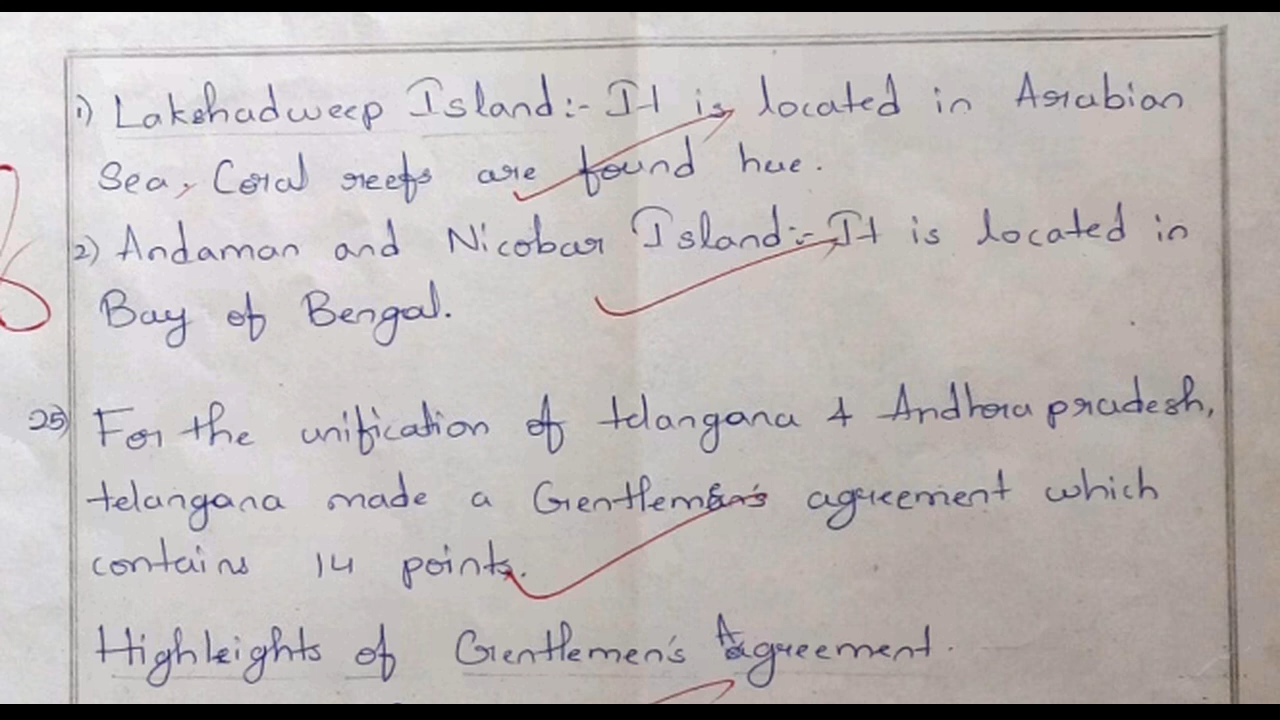 1) Lakshadweep Island:- It is located in Arabian
Sea, Coral reefs are found here.
2) Andaman and Nicobar Island:- It is located in
Bay of Bengal.
25) For the unification of telangana & Andhra pradesh,
telangana made a Gentlemen's agreement which
contains 14 points.
Highleights of Gentlemen's Agreement.